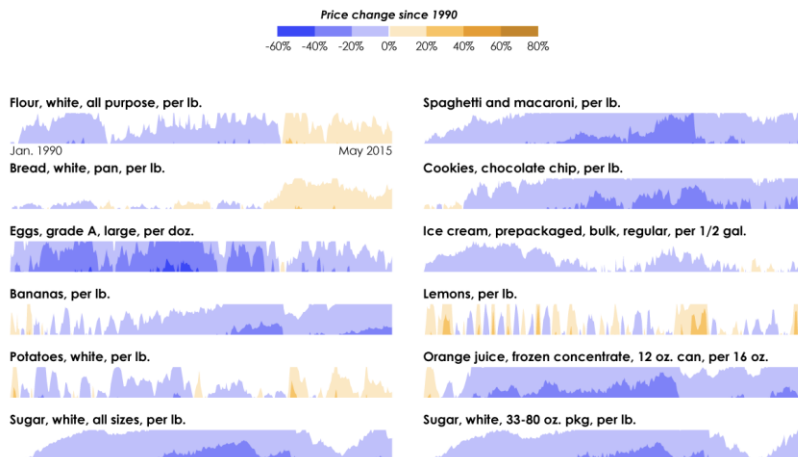 Price change since 1990
-60% -40% -20% 0% 20% 40% 60% 80%
Flour, white, all purpose, per lb.
Jan. 1990 May 2015
Spaghetti and macaroni, per lb.
Bread, white, pan, per lb.
Cookies, chocolate chip, per lb.
Eggs, grade A, large, per doz.
Ice cream, prepackaged, bulk, regular, per 1/2 gal.
Bananas, per lb.
Lemons, per lb.
Potatoes, white, per lb.
Orange juice, frozen concentrate, 12 oz. can, per 16 oz.
Sugar, white, all sizes, per lb.
Sugar, white, 33-80 oz. pkg, per lb.